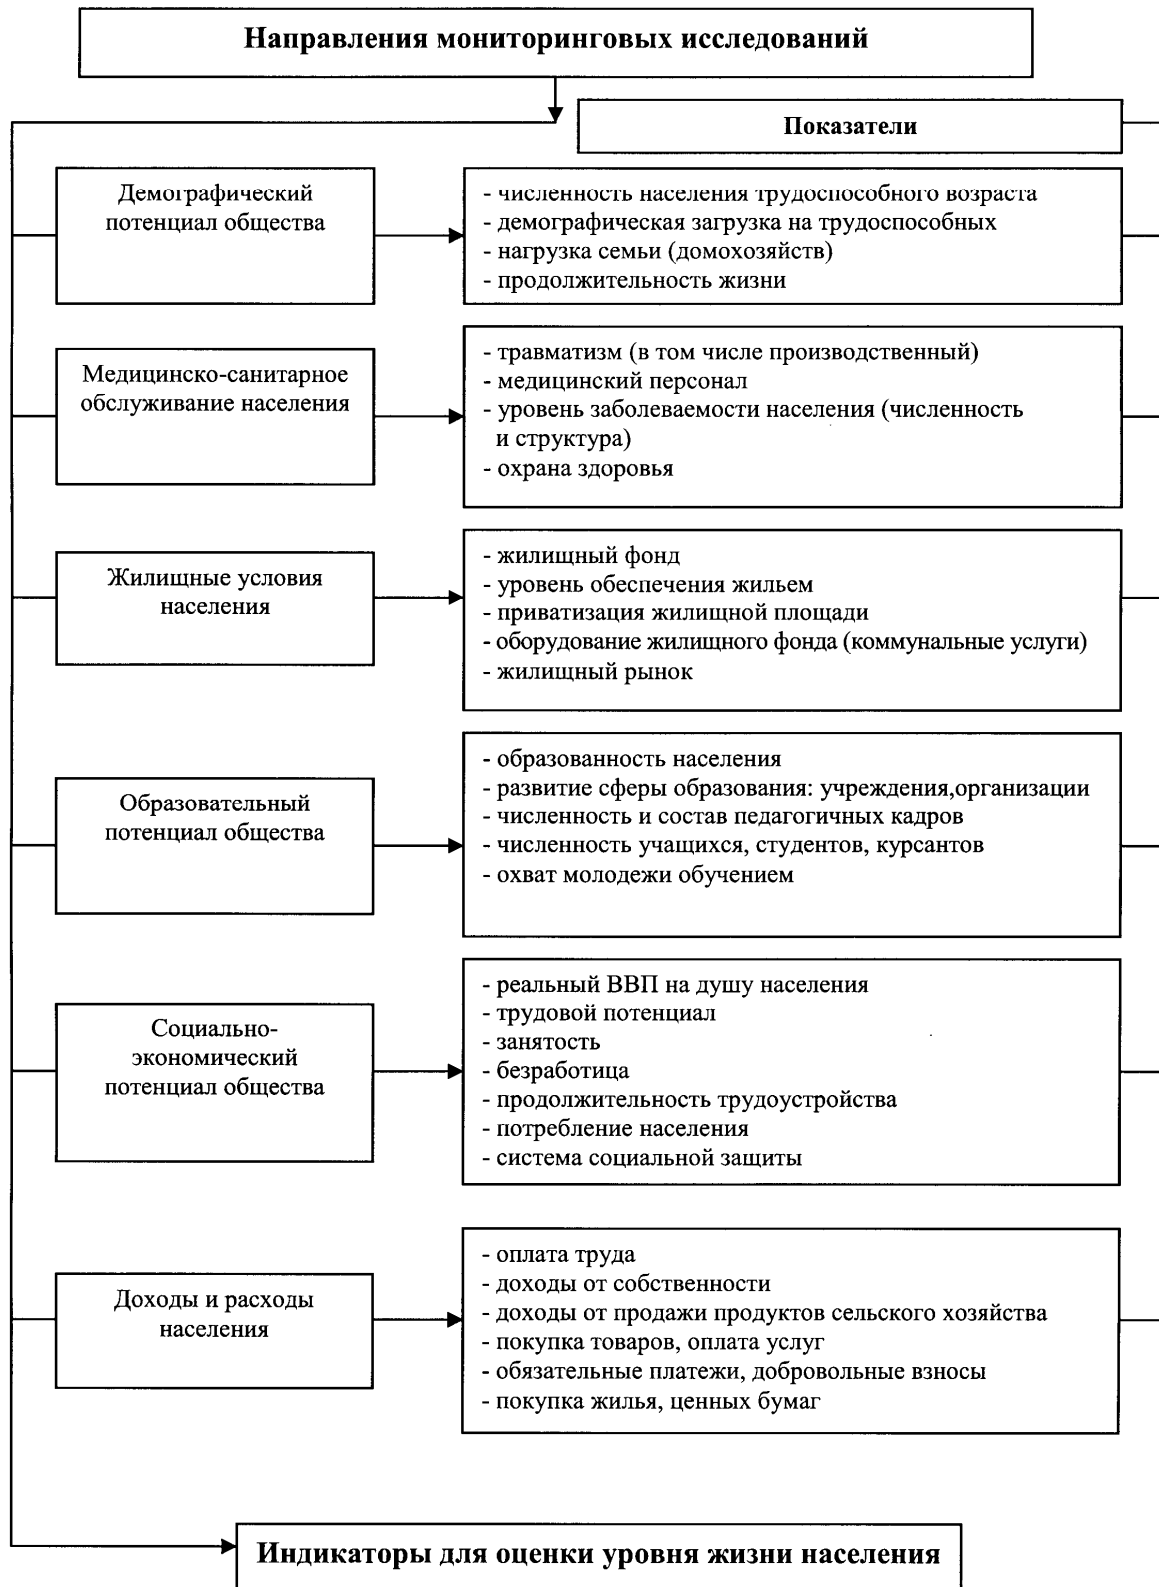 Направления мониторинговых исследований
Показатели
Демографический
потенциал общества
- численность населения трудоспособного возраста
- демографическая загрузка на трудоспособных
- нагрузка семьи (домохозяйств)
- продолжительность жизни
Медицинско-санитарное
обслуживание населения
- травматизм (в том числе производственный)
- медицинский персонал
- уровень заболеваемости населения (численность
и структура)
- охрана здоровья
Жилищные условия
населения
- жилищный фонд
- уровень обеспечения жильем
- приватизация жилищной площади
- оборудование жилищного фонда (коммунальные услуги)
- жилищный рынок
Образовательный
потенциал общества
- образованность населения
- развитие сферы образования: учреждения,организации
- численность и состав педагогичных кадров
- численность учащихся, студентов, курсантов
- охват молодежи обучением
Социально-
экономический
потенциал общества
- реальный ВВП на душу населения
- трудовой потенциал
- занятость
- безработица
- продолжительность трудоустройства
- потребление населения
- система социальной защиты
Доходы и расходы
населения
- оплата труда
- доходы от собственности
- доходы от продажи продуктов сельского хозяйства
- покупка товаров, оплата услуг
- обязательные платежи, добровольные взносы
- покупка жилья, ценных бумаг
Индикаторы для оценки уровня жизни населения